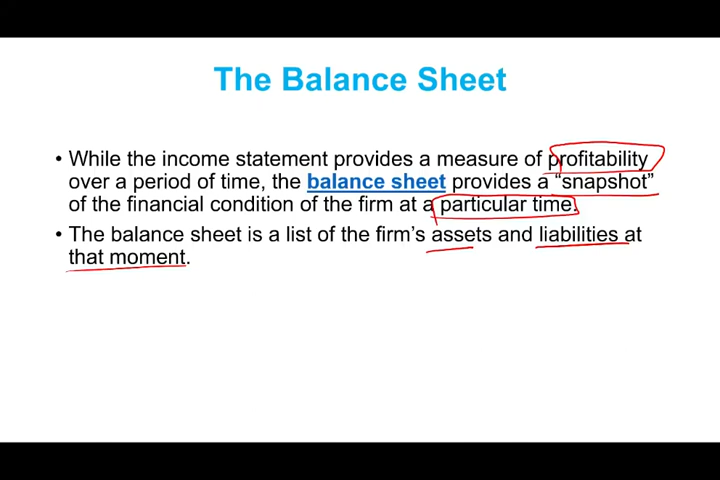 The Balance Sheet
• While the income statement provides a measure of profitability
over a period of time, the balance sheet provides a “snapshot”
of the financial condition of the firm at a particular time.
• The balance sheet is a list of the firm’s assets and liabilities at
that moment.